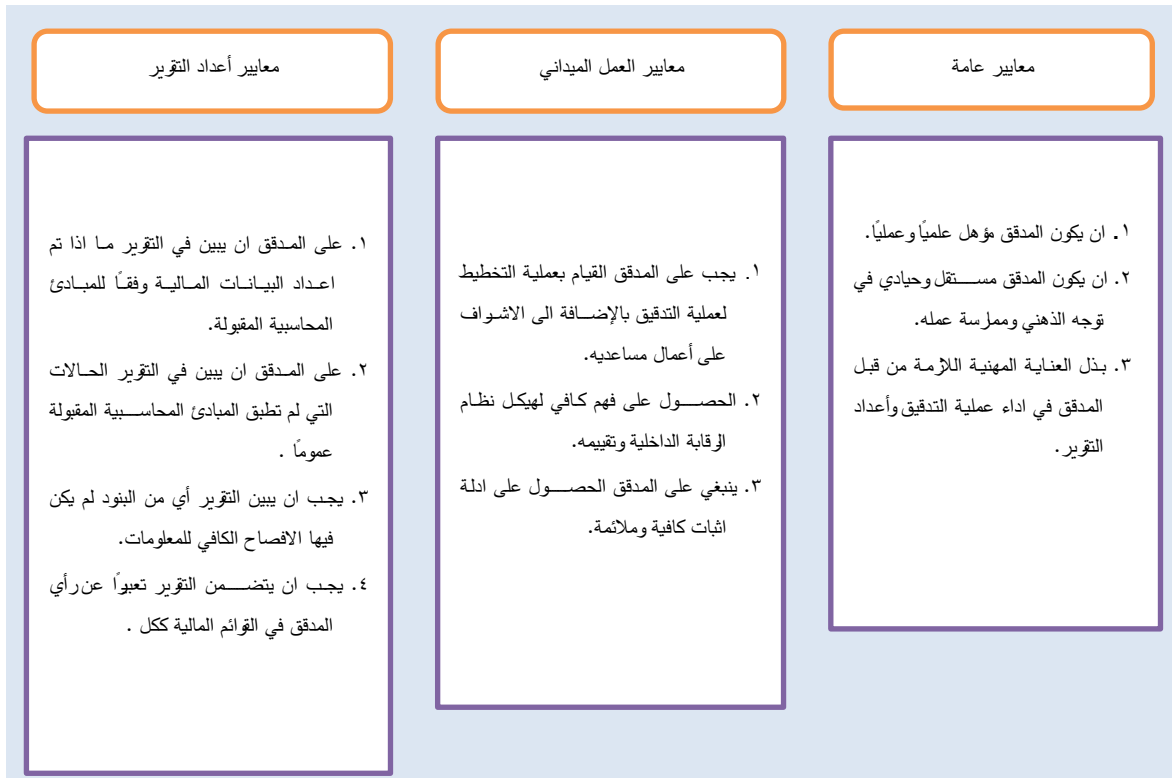 معايير عامة
١. ان يكون المدقق مؤهل علميًا وعمليًا.
٢. ان يكون المدقق مستقل وحيادي في
توجه الذهني وممارسة عمله.
٣. بذل العناية المهنية اللازمة من قبل
المدقق في اداء عملية التدقيق وأعداد
التقرير.
معايير العمل الميداني
١. يجب على المدقق القيام بعملية التخطيط
لعملية التدقيق بالإضافة الى الاشراف
على أعمال مساعديه.
٢. الحصول على فهم كافي لهيكل نظام
الرقابة الداخلية وتقييمه.
٣. ينبغي على المدقق الحصول على ادلة
اثبات كافية وملائمة.
معايير أعداد التقرير
١. على المدقق ان يبين في التقرير ما اذا تم
اعداد البيانات المالية وفقًا للمبادئ
المحاسبية المقبولة.
٢. على المدقق ان يبين في التقرير الحالات
التي لم تطبق المبادئ المحاسبية المقبولة
عمومًا .
٣. يجب ان يبين التقرير أي من البنود لم يكن
فيها الافصاح الكافي للمعلومات.
٤. يجب ان يتضمن التقرير تعبيرًا عن رأي
المدقق في القوائم المالية ككل .